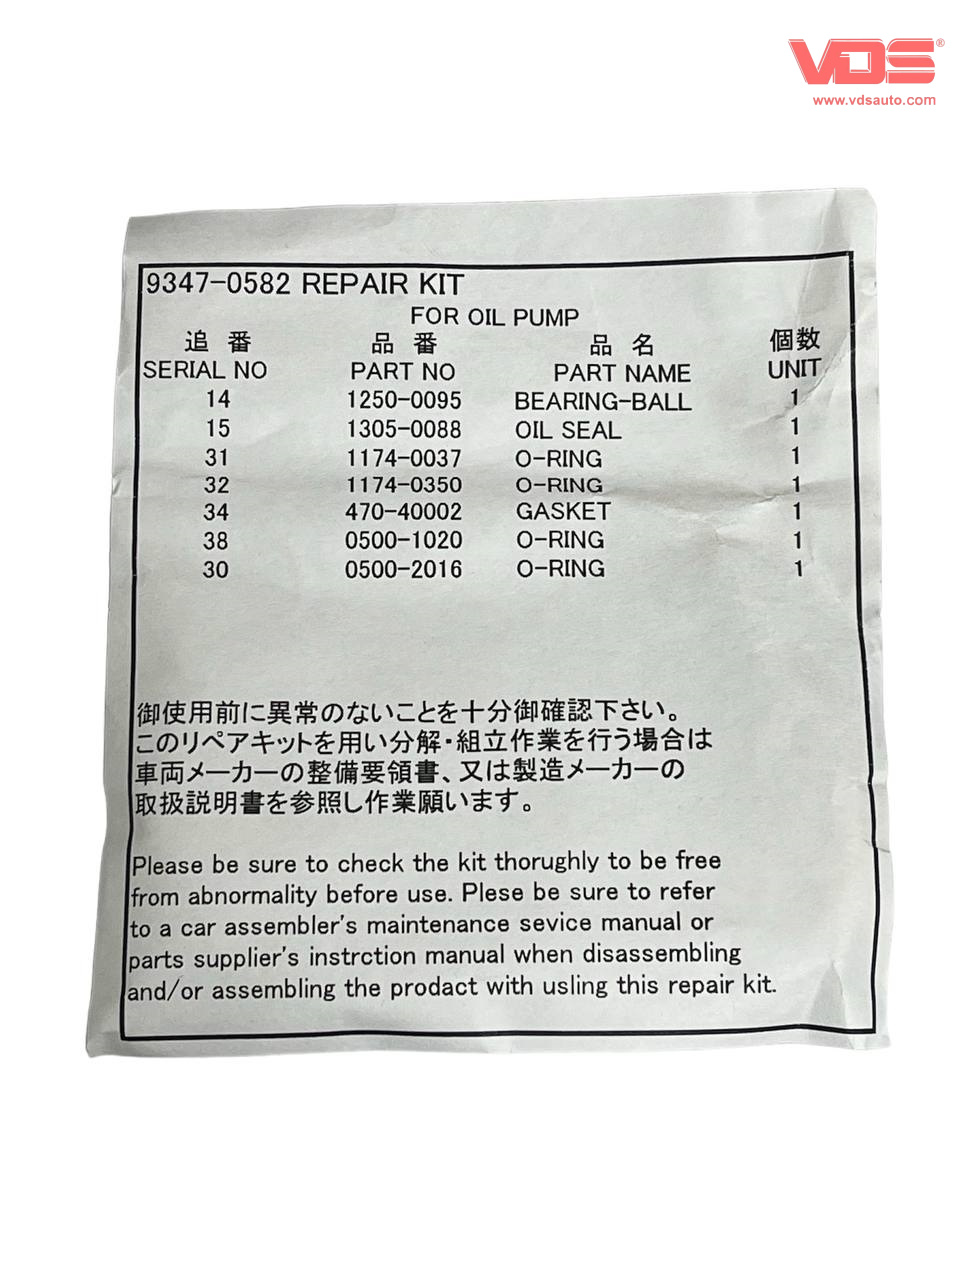 VDS®
www.vdsauto.com
9347-0582 REPAIR KIT
FOR OIL PUMP
追番 品番 品名 個数
SERIAL NO PART NO PART NAME UNIT
14 1250-0095 BEARING-BALL 1
15 1305-0088 OIL SEAL 1
31 1174-0037 O-RING 1
32 1174-0350 O-RING 1
34 470-40002 GASKET 1
38 0500-1020 O-RING 1
30 0500-2016 O-RING 1
御使用前に異常のないことを十分御確認下さい。
このリペアキットを用い分解・組立作業を行う場合は
車両メーカーの整備要領書、又は製造メーカーの
取扱説明書を参照し作業願います。
Please be sure to check the kit thorughly to be free
from abnormality before use. Plese be sure to refer
to a car assembler's maintenance sevice manual or
parts supplier's instrction manual when disassembling
and/or assembling the prodact with usling this repair kit.